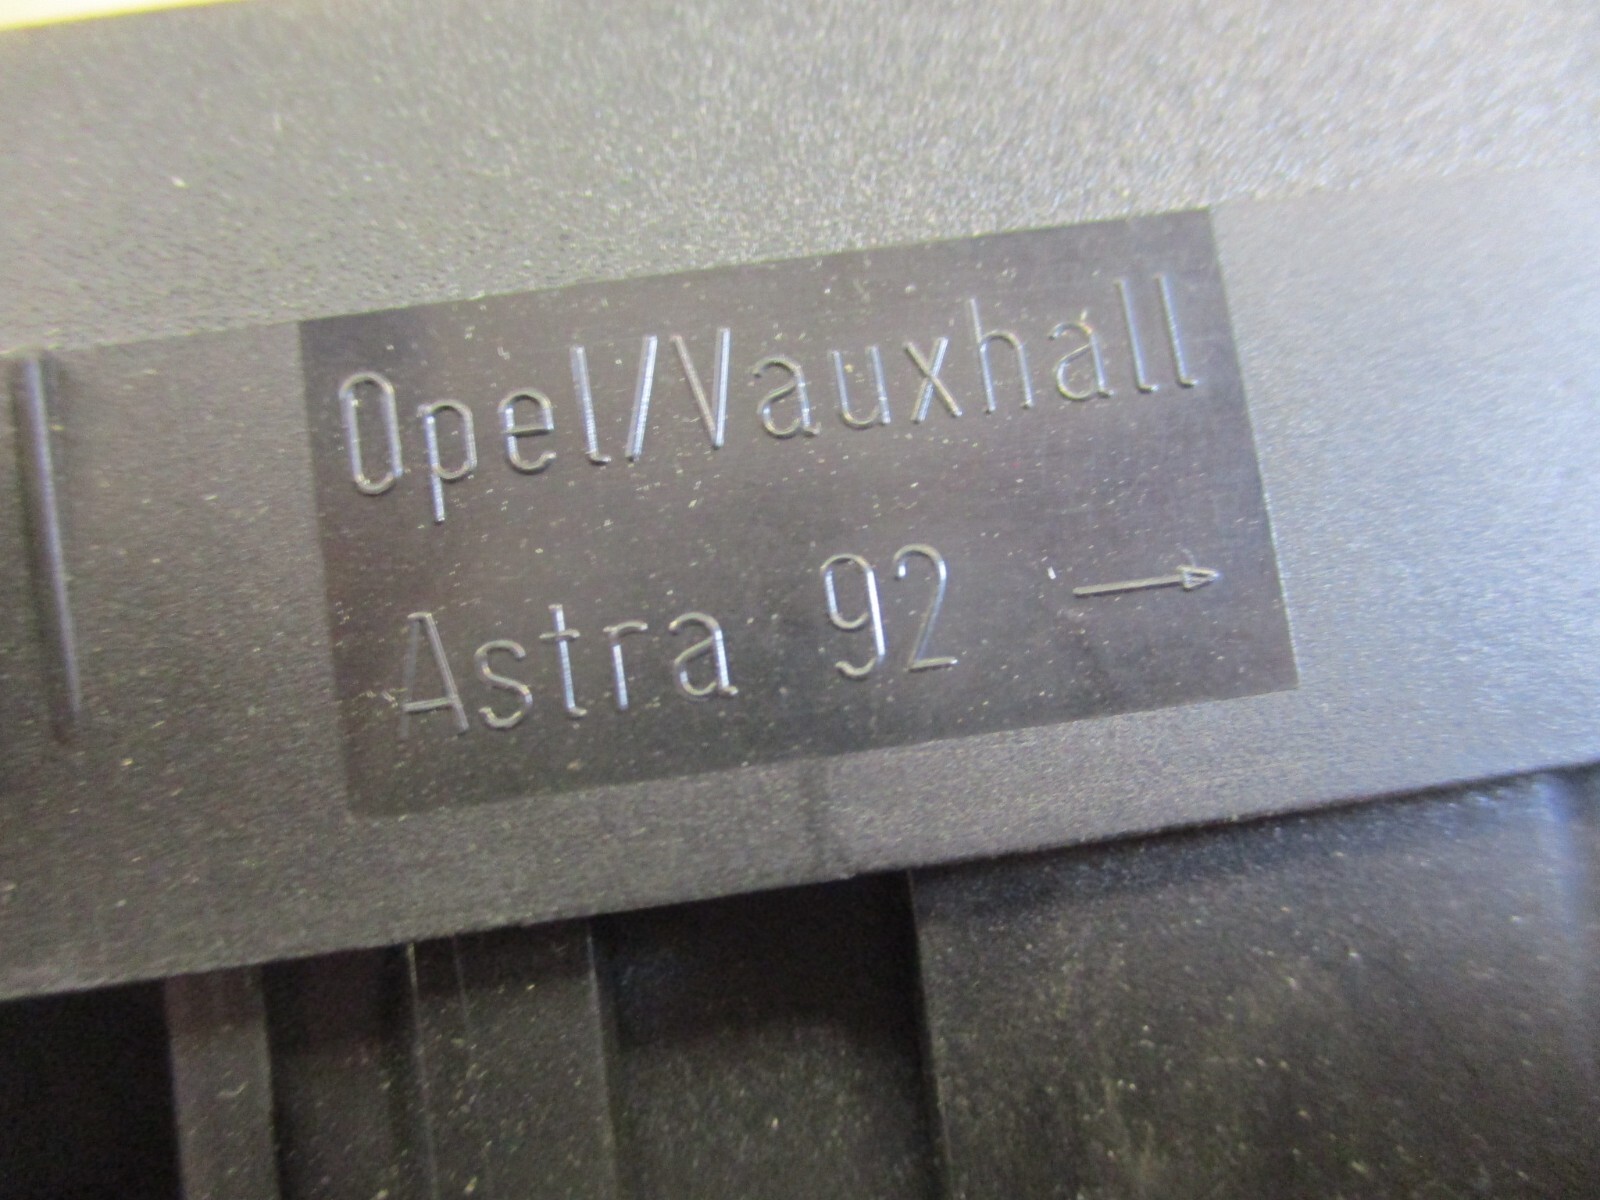 Opel/Vauxhall
Astra 92 →